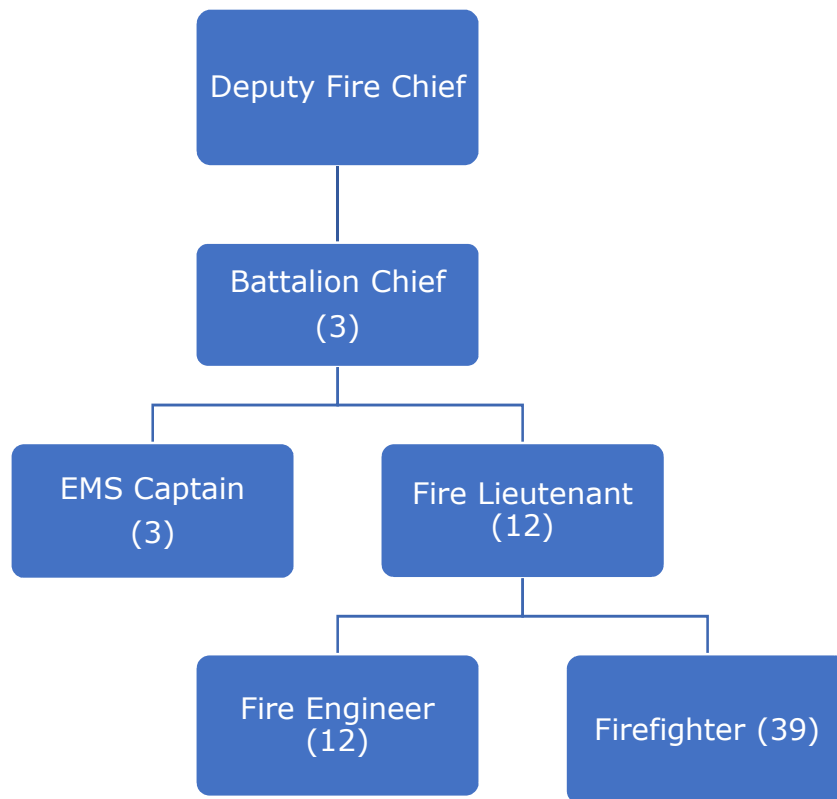 Deputy Fire Chief
Battalion Chief
(3)
EMS Captain
(3)
Fire Lieutenant
(12)
Fire Engineer
(12)
Firefighter (39)